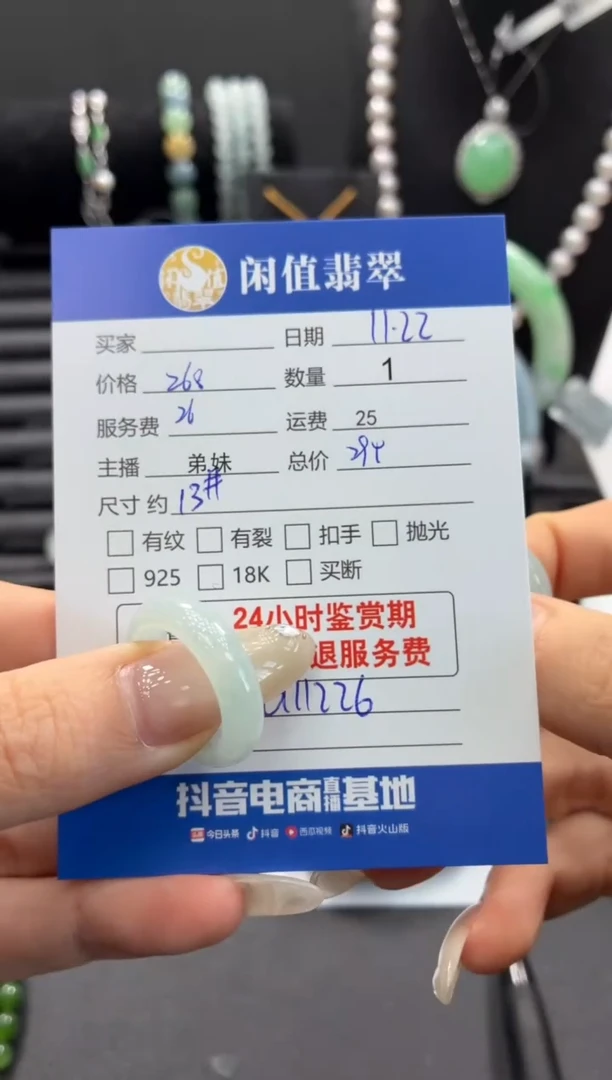 闲值翡翠
买家 日期 11.22
价格 268 数量 1
服务费 26 运费 25
主播 弟妹 总价 294
尺寸 约 13#
有纹 有裂 扣手 抛光
925 18K 买断
24小时鉴赏期
退服务费
11226
抖音电商直播基地
今日头条 抖音 西瓜视频 抖音火山版